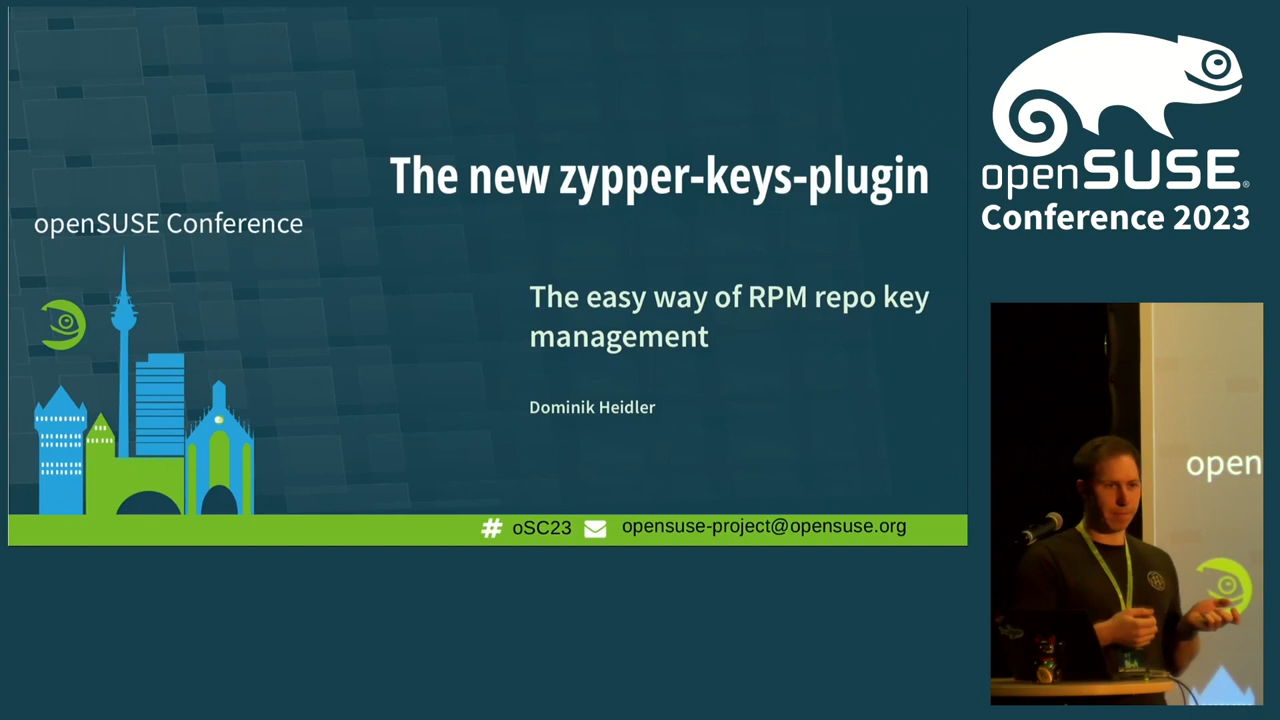 The new zypper-keys-plugin
openSUSE Conference
The easy way of RPM repo key
management
Dominik Heidler
# oSC23 opensuse-project@opensuse.org
openSUSE®
Conference 2023
open